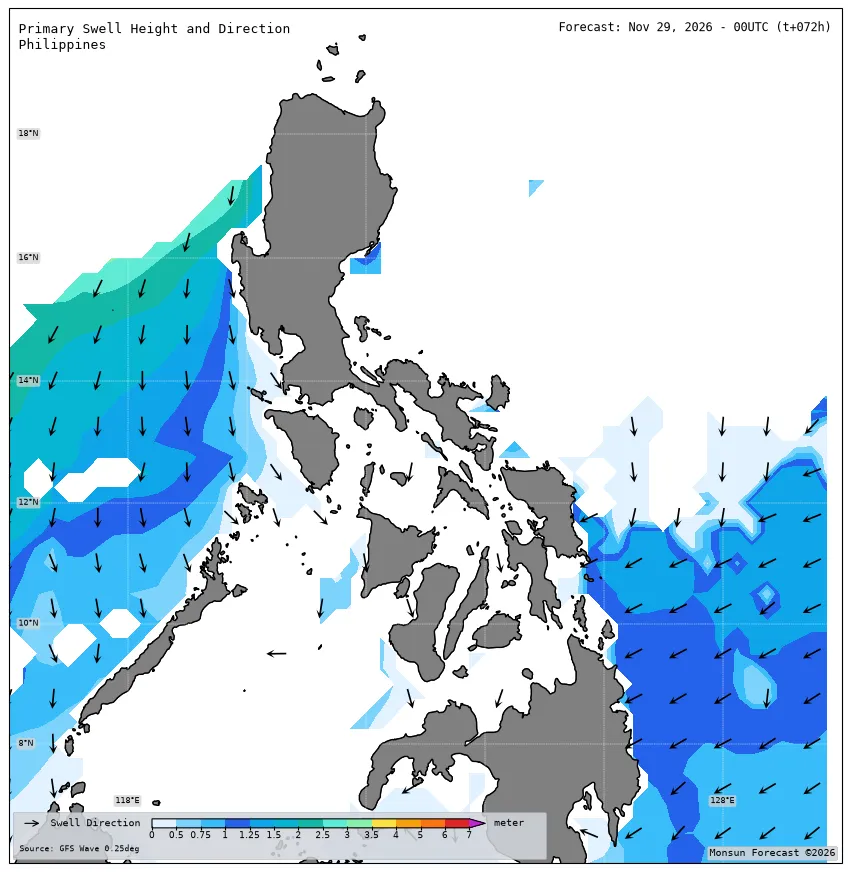 Primary Swell Height and Direction
Philippines
Forecast: Nov 29, 2026 - 00UTC (t+072h)
18°N
16°N
14°N
12°N
10°N
8°N
118°E
128°E
Swell Direction
meter
0 0.5 0.75 1 1.25 1.5 2 2.5 3 3.5 4 5 6 7
Source: GFS Wave 0.25deg
Monsun Forecast ©2026